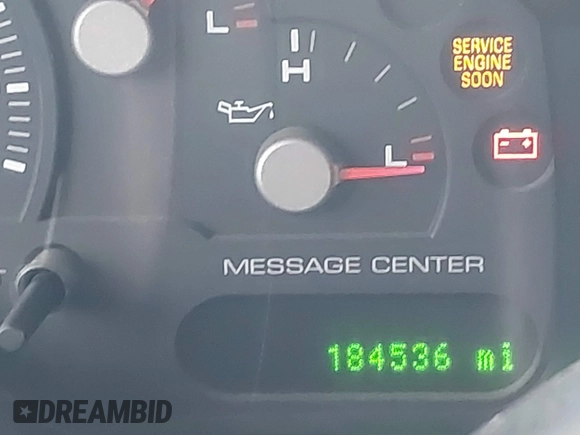 L
H
L
SERVICE
ENGINE
SOON
MESSAGE CENTER
184536 mi
DREAMBID